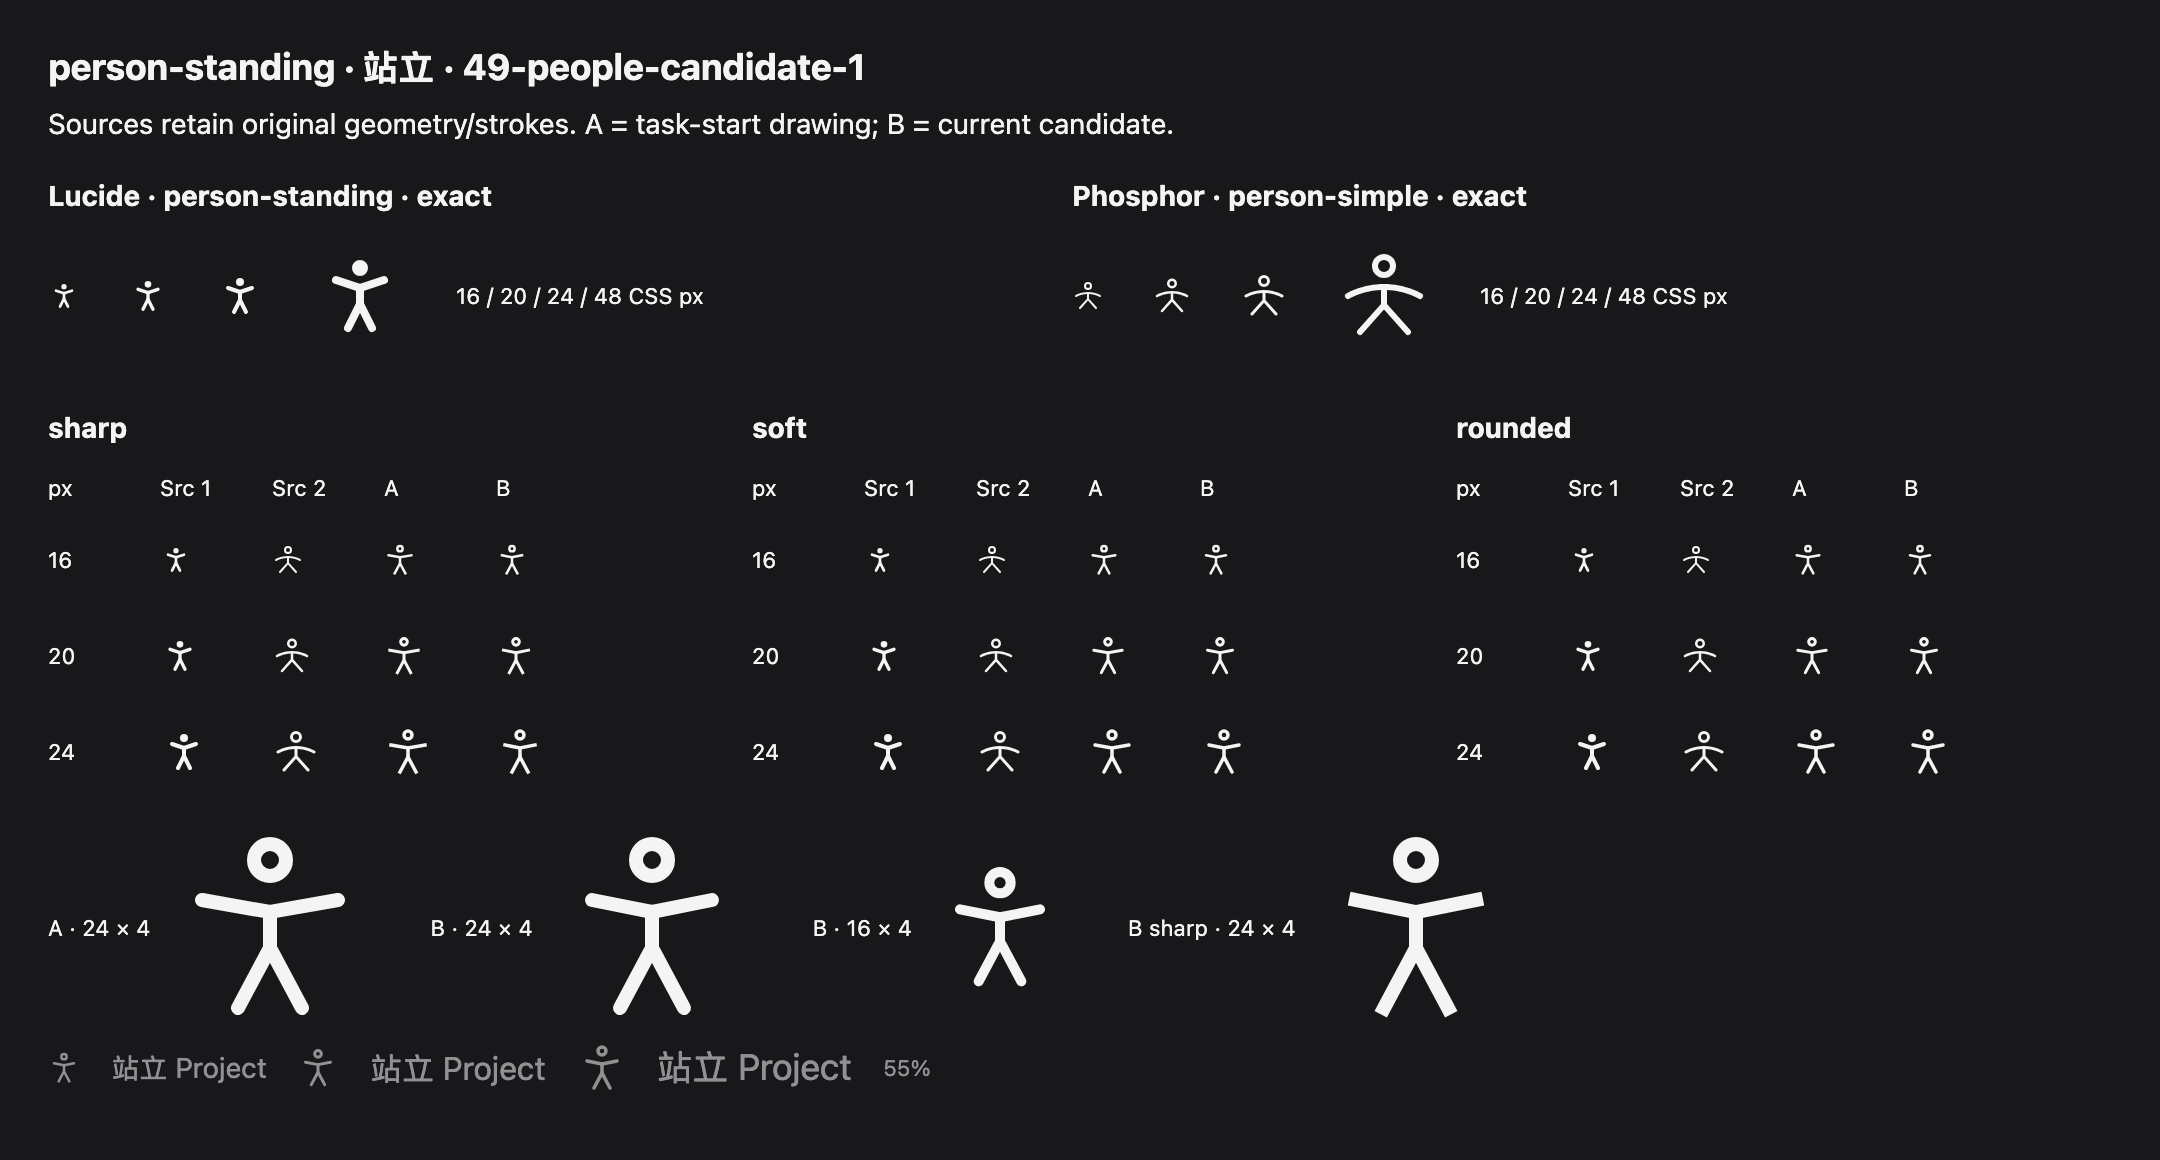 person-standing · 站立 · 49-people-candidate-1
Sources retain original geometry/strokes. A = task-start drawing; B = current candidate.
Lucide · person-standing · exact
Phosphor · person-simple · exact
16 / 20 / 24 / 48 CSS px
16 / 20 / 24 / 48 CSS px
sharp
px Src 1 Src 2 A B
16
20
24
soft
px Src 1 Src 2 A B
16
20
24
rounded
px Src 1 Src 2 A B
16
20
24
A · 24 × 4
B · 24 × 4
B · 16 × 4
B sharp · 24 × 4
站立 Project 站立 Project 站立 Project 55%